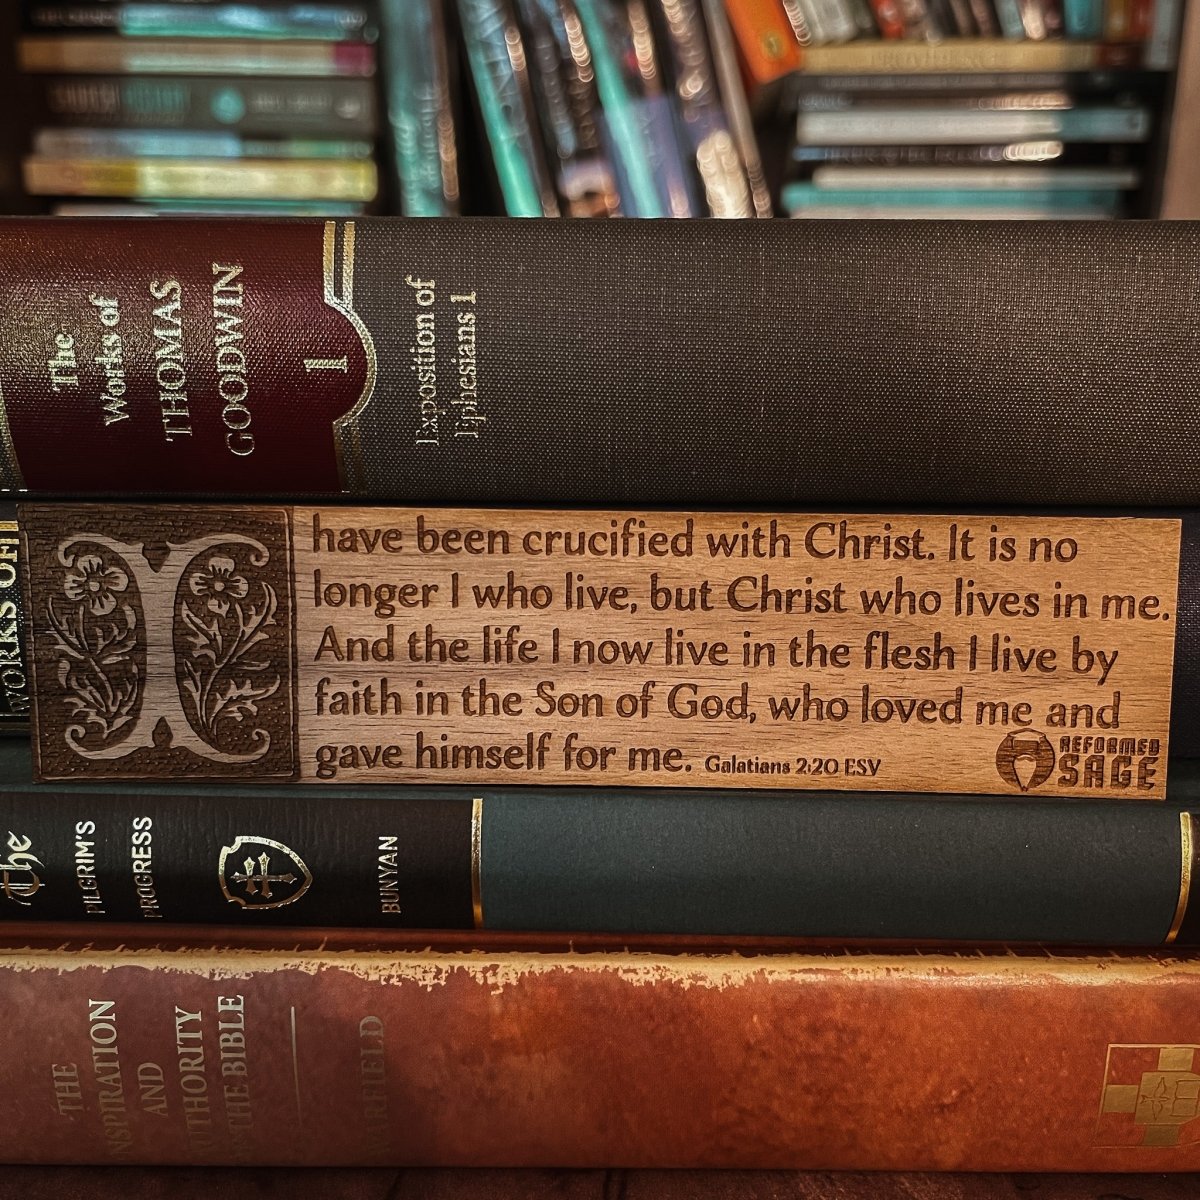 The
Works of
THOMAS
GOODWIN
1
Exposition of
Ephesians 1
WORKS OF
I have been crucified with Christ. It is no
longer I who live, but Christ who lives in me.
And the life I now live in the flesh I live by
faith in the Son of God, who loved me and
gave himself for me. Galatians 2:20 ESV
REFORMED
SAGE
The
PILGRIM'S
PROGRESS
BUNYAN
THE
INSPIRATION
AND
AUTHORITY
OF THE BIBLE
WARFIELD